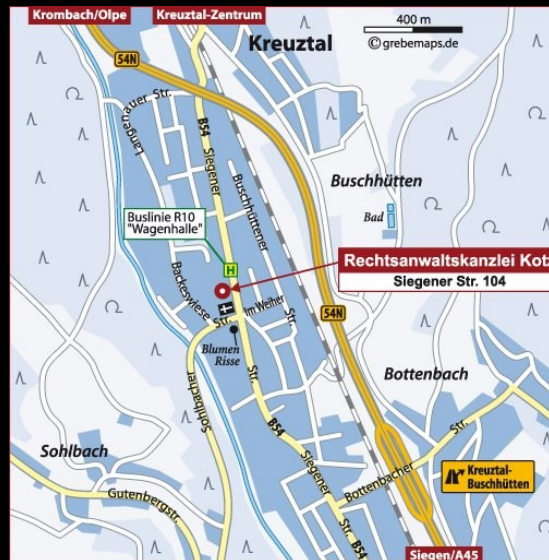 Krombach/Olpe
Kreuztal-Zentrum
400 m
© grebemaps.de
Kreuztal
54N
Langenauer Str.
B54
Siegener
Buschhüttener
Buschhütten
Bad
Buslinie R10
"Wagenhalle"
H
Rechtsanwaltskanzlei Kotz
Siegener Str. 104
Backeswiese
Str.
Im Weiher
Str.
54N
Blumen
Risse
Sohlbacher
Str.
Bottenbach
B54
Sohlbach
Siegener
Str.
Bottenbacher
Str.
Gutenbergstr.
Kreuztal-
Buschhütten
Siegen/A45